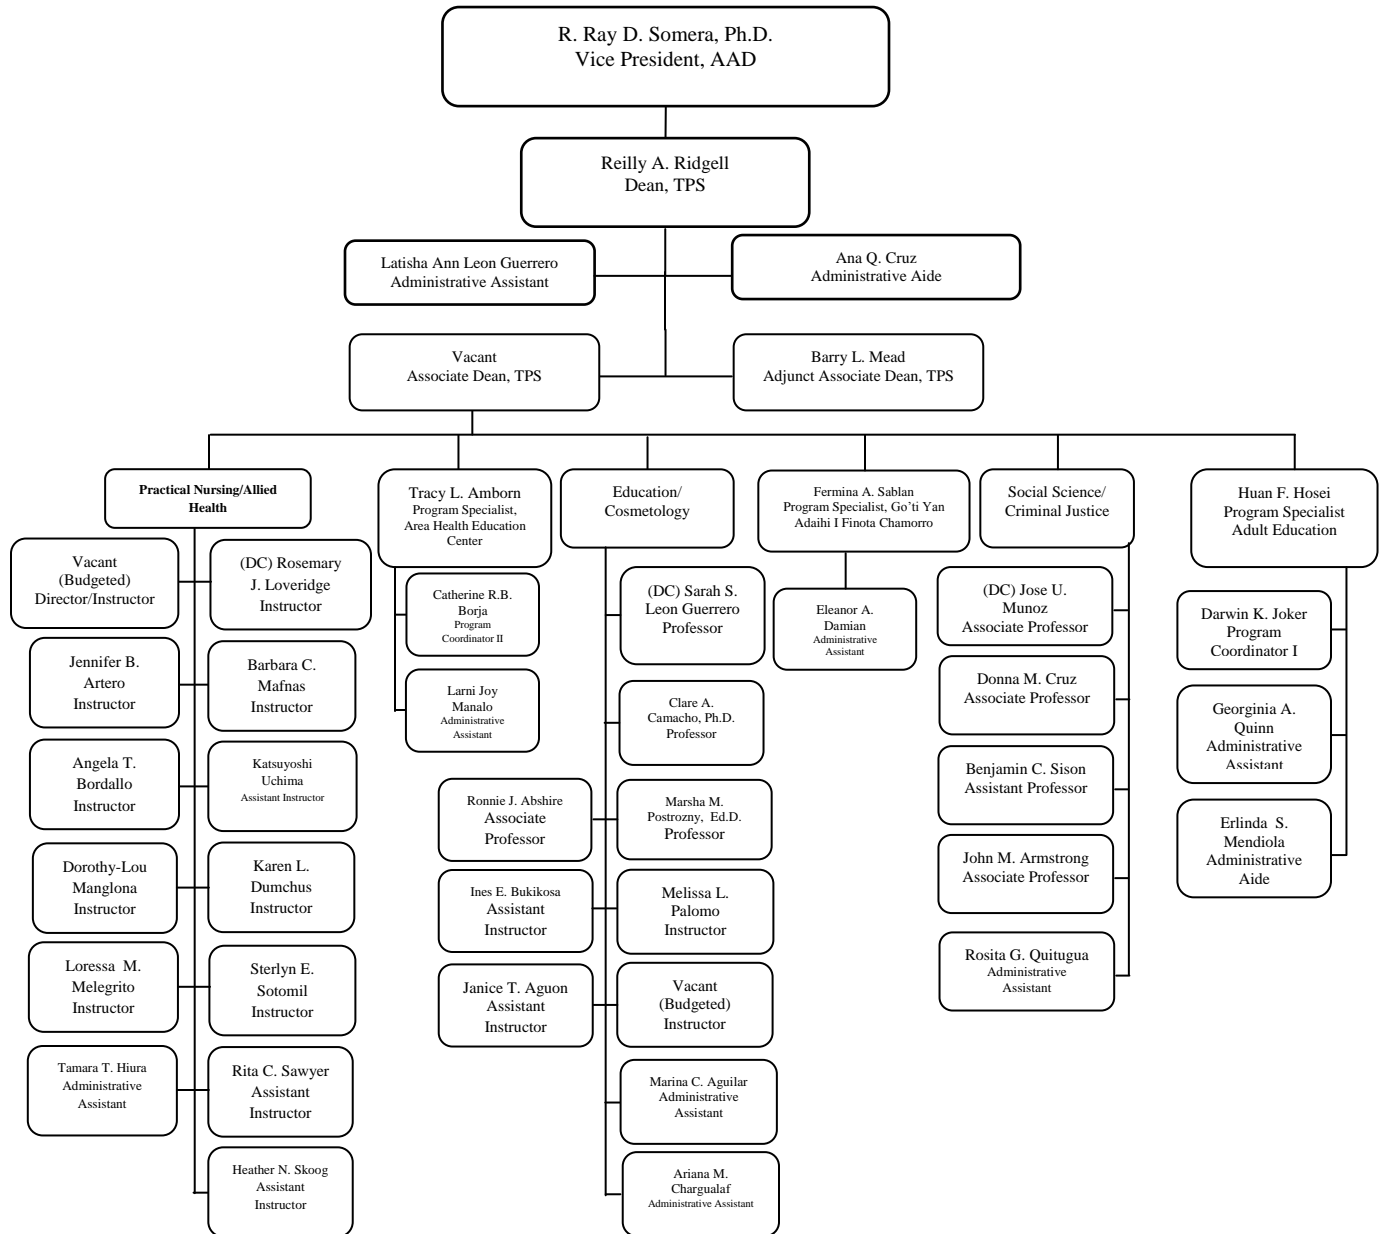 R. Ray D. Somera, Ph.D.
Vice President, AAD
Reilly A. Ridgell
Dean, TPS
Latisha Ann Leon Guerrero
Administrative Assistant
Ana Q. Cruz
Administrative Aide
Vacant
Associate Dean, TPS
Barry L. Mead
Adjunct Associate Dean, TPS
Practical Nursing/Allied
Health
Vacant
(Budgeted)
Director/Instructor
(DC) Rosemary
J. Loveridge
Instructor
Jennifer B.
Artero
Instructor
Barbara C.
Mafnas
Instructor
Angela T.
Bordallo
Instructor
Katsuyoshi
Uchima
Assistant Instructor
Dorothy-Lou
Manglona
Instructor
Karen L.
Dumchus
Instructor
Loressa M.
Melegrito
Instructor
Sterlyn E.
Sotomil
Instructor
Tamara T. Hiura
Administrative
Assistant
Rita C. Sawyer
Assistant
Instructor
Heather N. Skoog
Assistant
Instructor
Tracy L. Amborn
Program Specialist,
Area Health Education
Center
Catherine R.B.
Borja
Program
Coordinator II
Larni Joy
Manalo
Administrative
Assistant
Education/
Cosmetology
(DC) Sarah S.
Leon Guerrero
Professor
Clare A.
Camacho, Ph.D.
Professor
Ronnie J. Abshire
Associate
Professor
Marsha M.
Postrozny, Ed.D.
Professor
Ines E. Bukikosa
Assistant
Instructor
Melissa L.
Palomo
Instructor
Janice T. Aguon
Assistant
Instructor
Vacant
(Budgeted)
Instructor
Marina C. Aguilar
Administrative
Assistant
Ariana M.
Chargualaf
Administrative Assistant
Fermina A. Sablan
Program Specialist, Go'ti Yan
Adaihi I Finota Chamorro
Eleanor A.
Damian
Administrative
Assistant
Social Science/
Criminal Justice
(DC) Jose U.
Munoz
Associate Professor
Donna M. Cruz
Associate Professor
Benjamin C. Sison
Assistant Professor
John M. Armstrong
Associate Professor
Rosita G. Quitugua
Administrative
Assistant
Huan F. Hosei
Program Specialist
Adult Education
Darwin K. Joker
Program
Coordinator I
Georginia A.
Quinn
Administrative
Assistant
Erlinda S.
Mendiola
Administrative
Aide